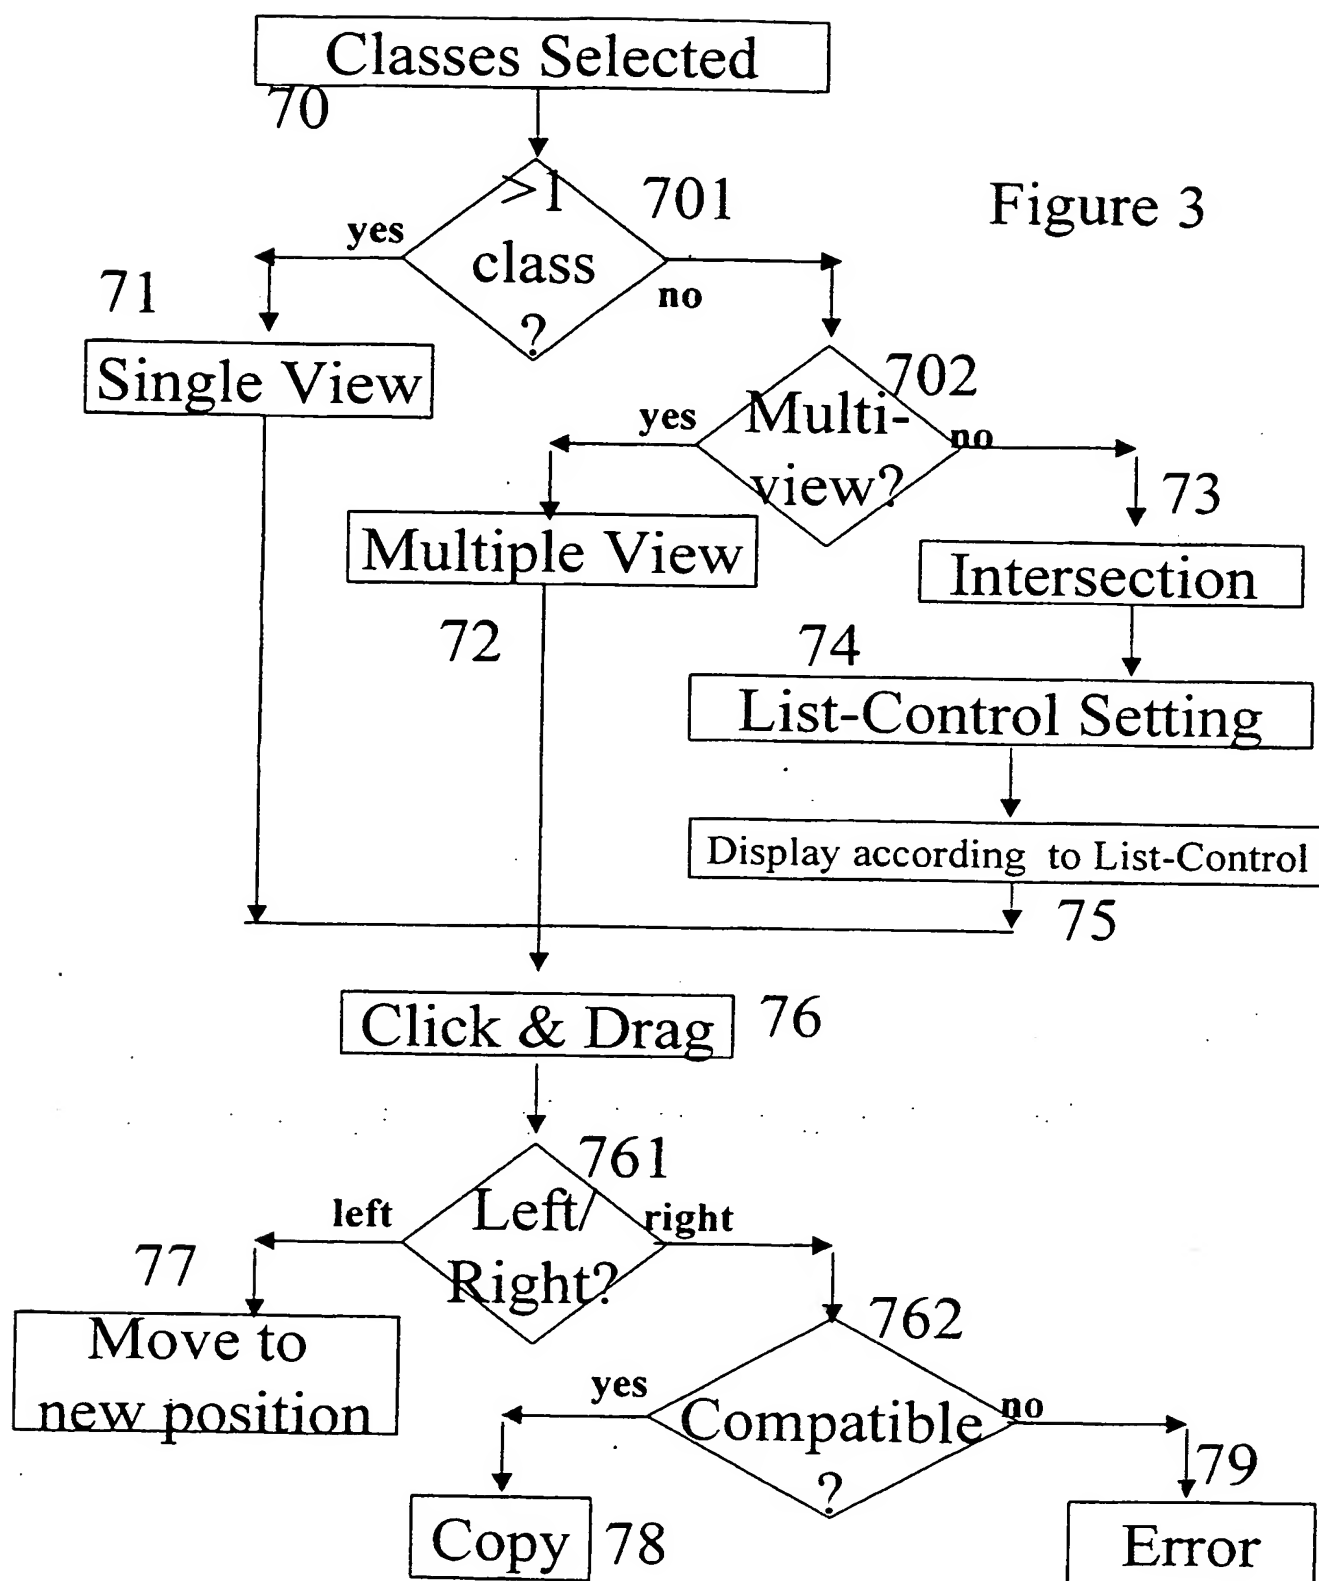 Classes Selected
70
>1
class
?
701
Figure 3
yes
no
71
Single View
702
Multi-
view?
yes
no
Multiple View
72
73
Intersection
74
List-Control Setting
Display according to List-Control
75
Click & Drag
76
761
Left/
Right?
left
right
77
Move to
new position
762
Compatible
?
yes
no
Copy
78
79
Error